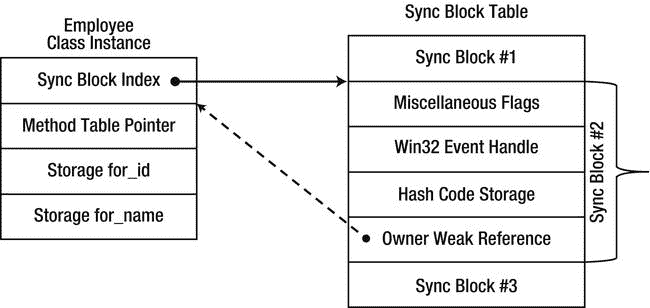 Employee
Class Instance
Sync Block Index
Method Table Pointer
Storage for_id
Storage for_name
Sync Block Table
Sync Block #1
Miscellaneous Flags
Win32 Event Handle
Hash Code Storage
Owner Weak Reference
Sync Block #3
Sync Block #2